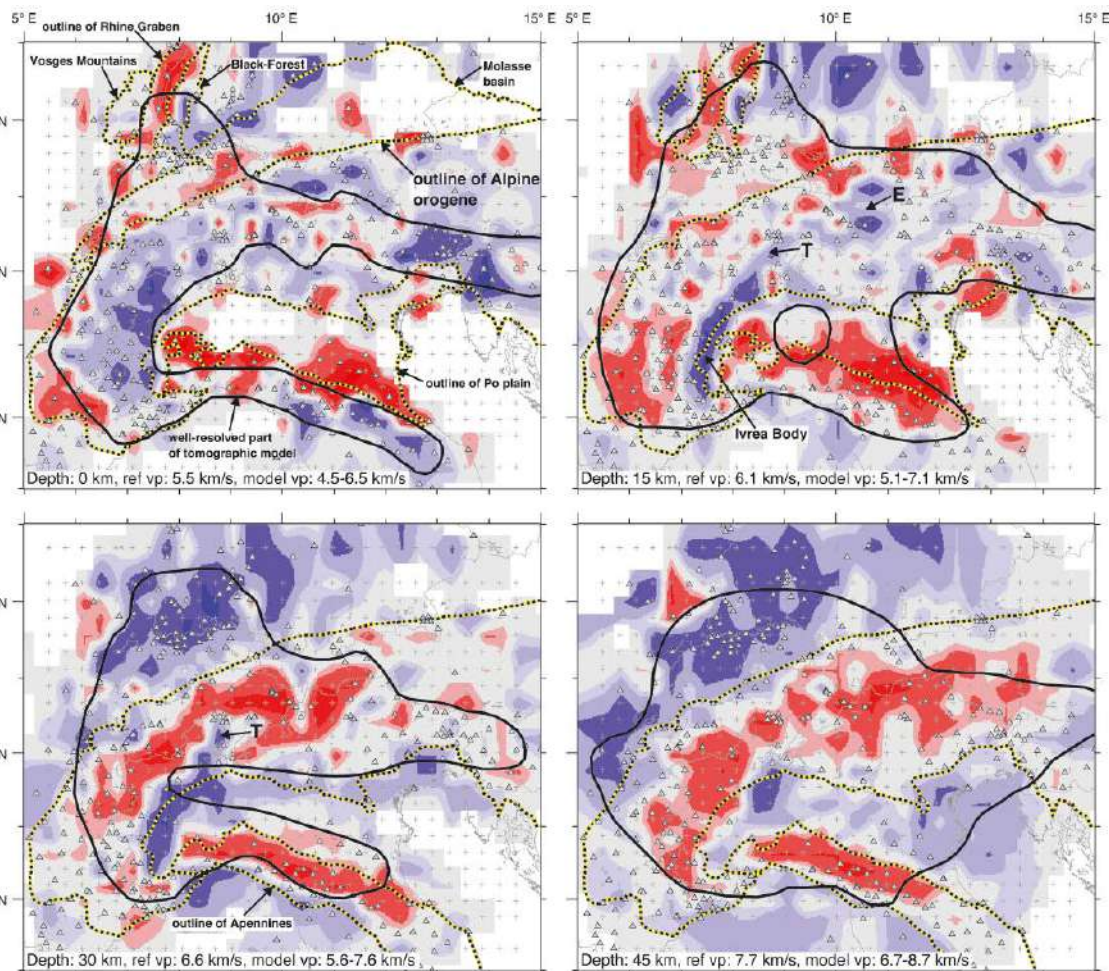 5° E
10° E
15° E
5° E
10° E
15° E
outline of Rhine Graben
Vosges Mountains
Black-Forest
Molasse
basin
outline of Alpine
orogene
outline of Po plain
well-resolved part
of tomographic model
Depth: 0 km, ref vp: 5.5 km/s, model vp: 4.5-6.5 km/s
N
N
N
E
T
Ivrea Body
Depth: 15 km, ref vp: 6.1 km/s, model vp: 5.1-7.1 km/s
N
N
N
T
outline of Apennines
Depth: 30 km, ref vp: 6.6 km/s, model vp: 5.6-7.6 km/s
N
N
N
Depth: 45 km, ref vp: 7.7 km/s, model vp: 6.7-8.7 km/s
N
N
N